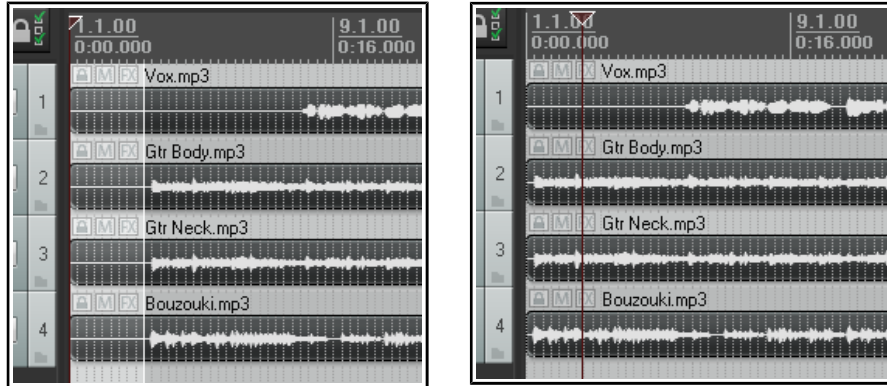 1.1.00 9.1.00
0:00.000 0:16.000
M FX Vox.mp3
1
M FX Gtr Body.mp3
2
M FX Gtr Neck.mp3
3
M FX Bouzouki.mp3
4
1.1.00 9.1.00
0:00.000 0:16.000
M FX Vox.mp3
1
M FX Gtr Body.mp3
2
M FX Gtr Neck.mp3
3
M FX Bouzouki.mp3
4